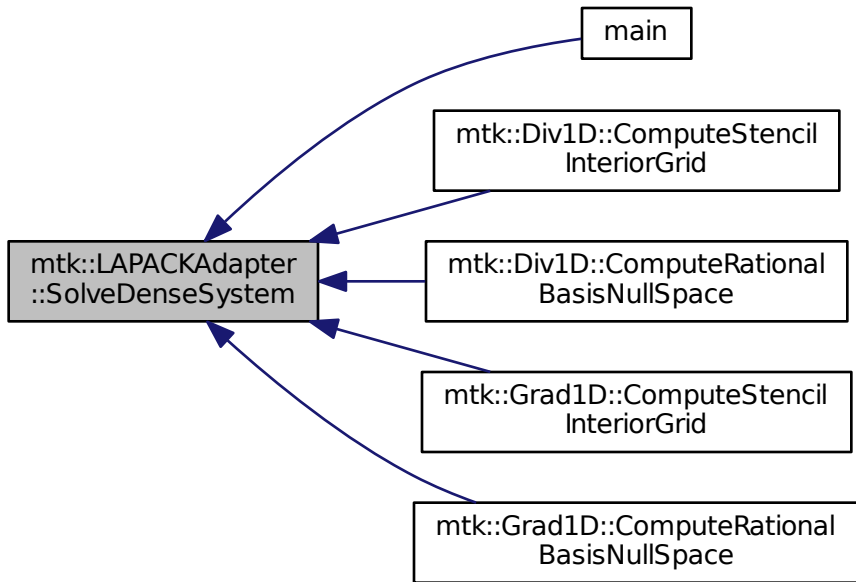 main
mtk::Div1D::ComputeStencil
InteriorGrid
mtk::LAPACKAdapter
::SolveDenseSystem
mtk::Div1D::ComputeRational
BasisNullSpace
mtk::Grad1D::ComputeStencil
InteriorGrid
mtk::Grad1D::ComputeRational
BasisNullSpace